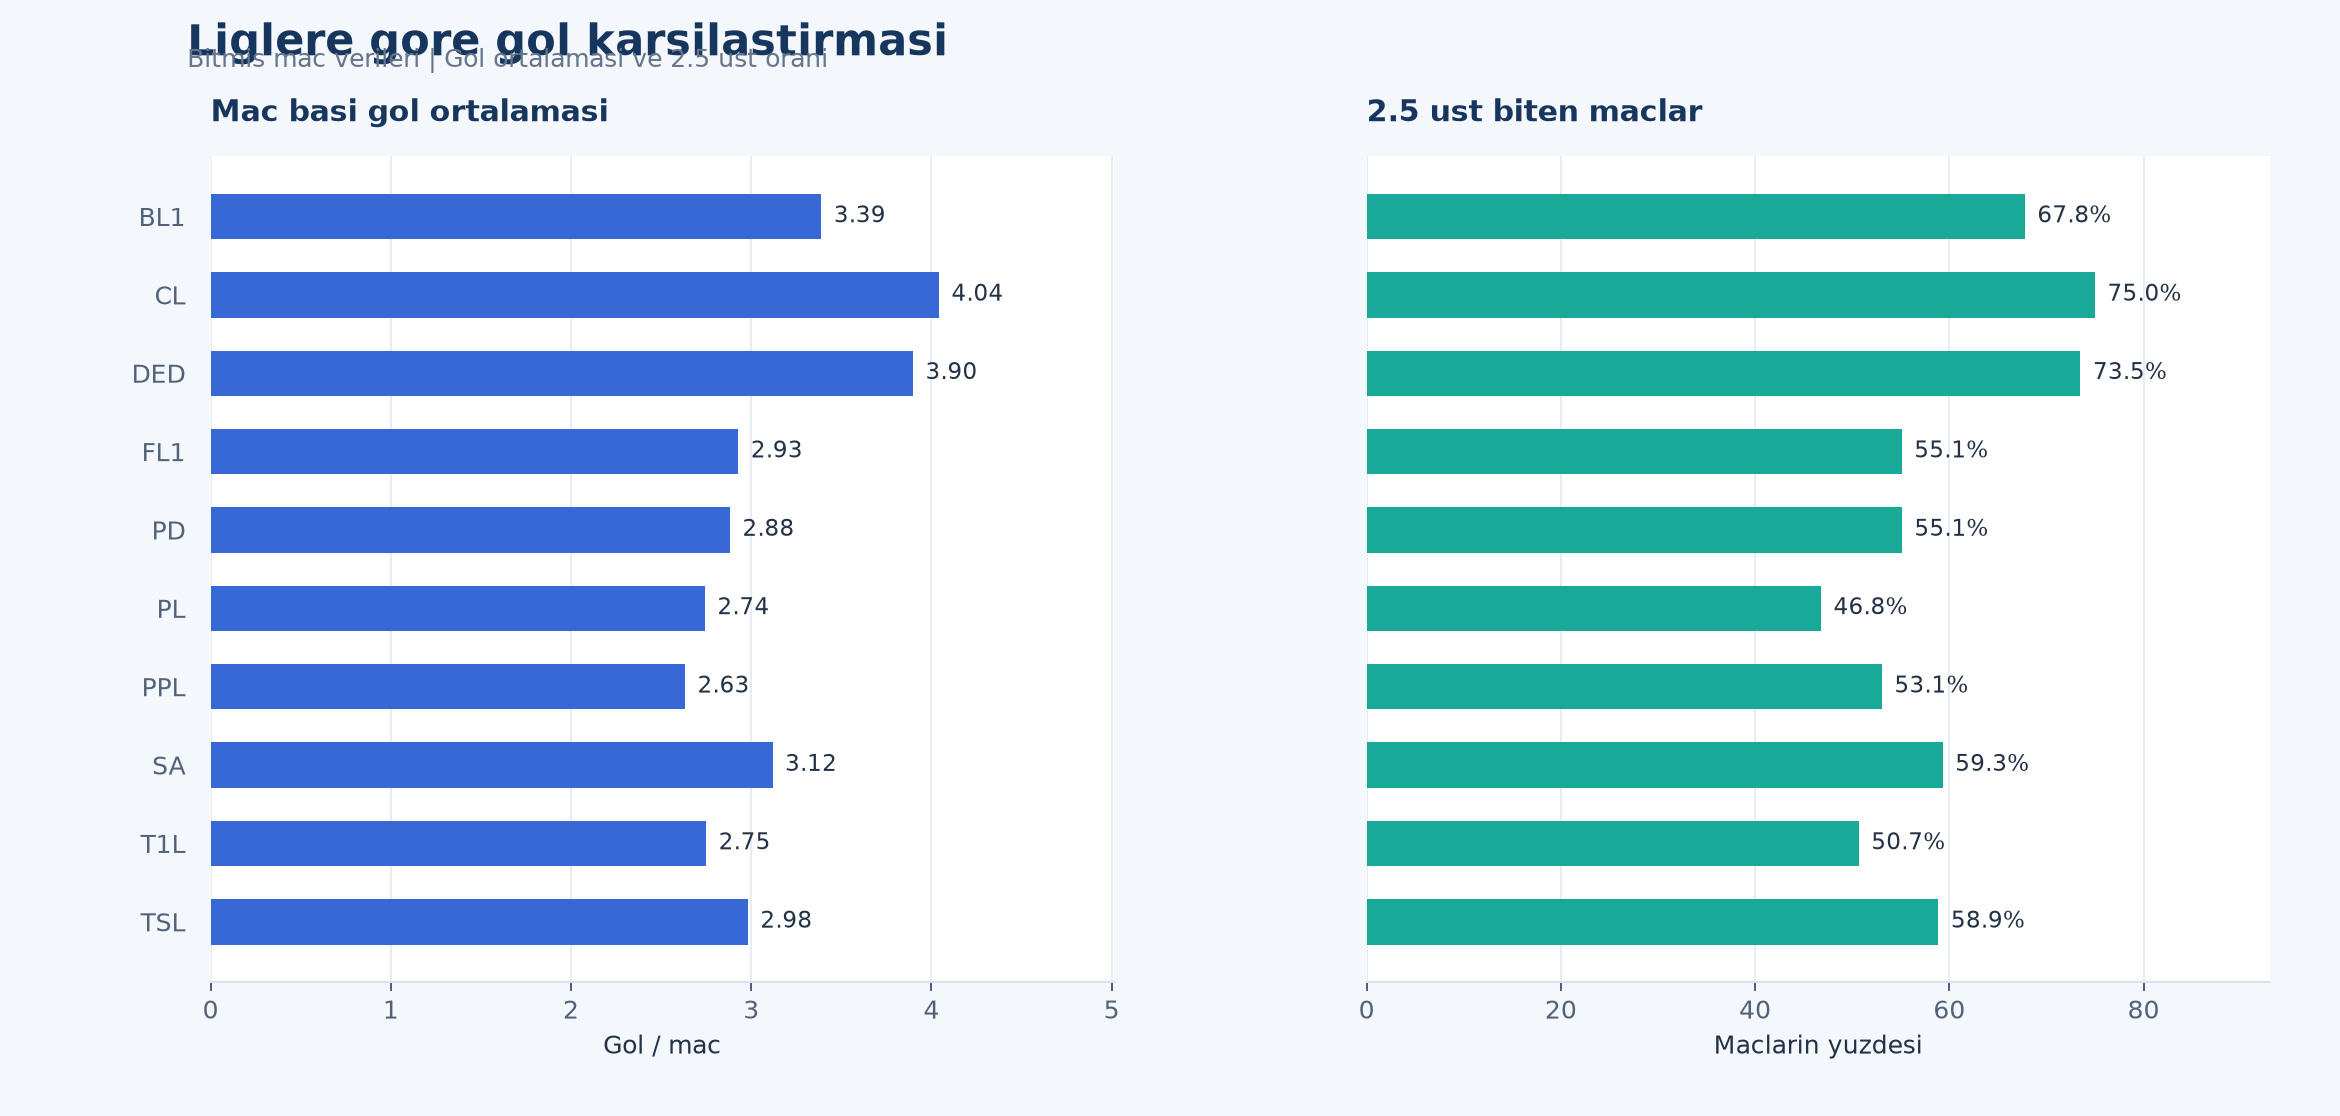 Liglere gore gol karsilastirmasi
Bitmis mac verileri | Gol ortalamasi ve 2.5 ust orani
Mac basi gol ortalamasi
BL1 3.39
CL 4.04
DED 3.90
FL1 2.93
PD 2.88
PL 2.74
PPL 2.63
SA 3.12
T1L 2.75
TSL 2.98
0 1 2 3 4 5
Gol / mac
2.5 ust biten maclar
67.8%
75.0%
73.5%
55.1%
55.1%
46.8%
53.1%
59.3%
50.7%
58.9%
0 20 40 60 80
Maclarin yuzdesi